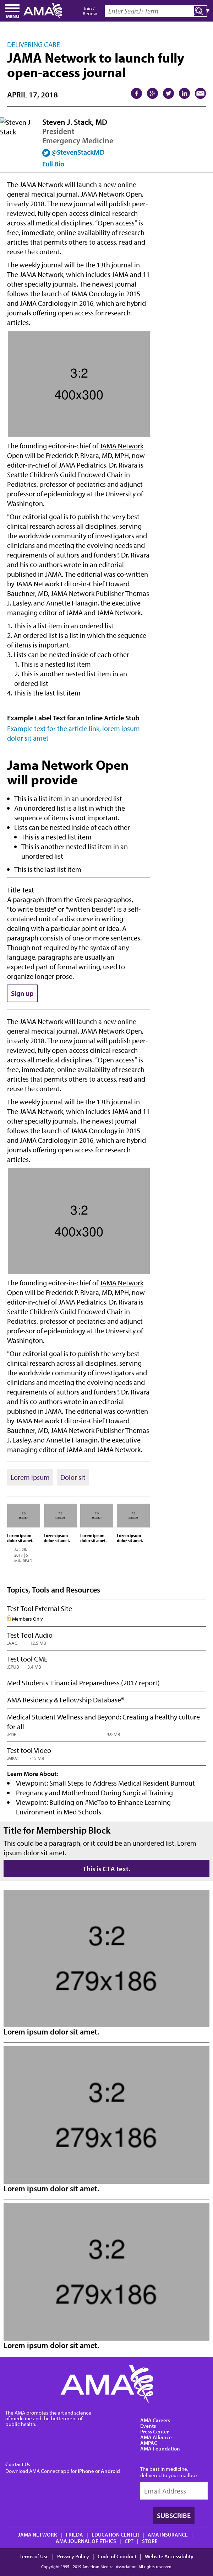 MENU
AMA
Join /
Renew
Enter Search Term
DELIVERING CARE
JAMA Network to launch fully
open-access journal
APRIL 17, 2018
Steven J
Stack
Steven J. Stack, MD
President
Emergency Medicine
@StevenStackMD
Full Bio
The JAMA Network will launch a new online
general medical journal, JAMA Network Open,
in early 2018. The new journal will publish peer-
reviewed, fully open-access clinical research
across all medical disciplines. “Open access” is
free, immediate, online availability of research
articles that permits others to access, read and
reuse the content.
The weekly journal will be the 13th journal in
The JAMA Network, which includes JAMA and 11
other specialty journals. The newest journal
follows the launch of JAMA Oncology in 2015
and JAMA Cardiology in 2016, which are hybrid
journals offering open access for research
articles.
3:2
400x300
The founding editor-in-chief of JAMA Network
Open will be Frederick P. Rivara, MD, MPH, now
editor-in-chief of JAMA Pediatrics. Dr. Rivara is
Seattle Children’s Guild Endowed Chair in
Pediatrics, professor of pediatrics and adjunct
professor of epidemiology at the University of
Washington.
“Our editorial goal is to publish the very best
clinical research across all disciplines, serving
the worldwide community of investigators and
clinicians and meeting the evolving needs and
requirements of authors and funders”, Dr. Rivara
and his co-authors wrote in an editorial
published in JAMA. The editorial was co-written
by JAMA Network Editor-in-Chief Howard
Bauchner, MD, JAMA Network Publisher Thomas
J. Easley, and Annette Flanagin, the executive
managing editor of JAMA and JAMA Network.
1. This is a list item in an ordered list
2. An ordered list is a list in which the sequence
of items is important.
3. Lists can be nested inside of each other
1. This is a nested list item
2. This is another nested list item in an
ordered list
4. This is the last list item
Example Label Text for an Inline Article Stub
Example text for the article link, lorem ipsum
dolor sit amet
Jama Network Open
will provide
• This is a list item in an unordered list
• An unordered list is a list in which the
sequence of items is not important.
• Lists can be nested inside of each other
• This is a nested list item
• This is another nested list item in an
unordered list
• This is the last list item
Title Text
A paragraph (from the Greek paragraphos,
"to write beside" or "written beside") is a self-
contained unit of a discourse in writing
dealing with a particular point or idea. A
paragraph consists of one or more sentences.
Though not required by the syntax of any
language, paragraphs are usually an
expected part of formal writing, used to
organize longer prose.
Sign up
The JAMA Network will launch a new online
general medical journal, JAMA Network Open,
in early 2018. The new journal will publish peer-
reviewed, fully open-access clinical research
across all medical disciplines. “Open access” is
free, immediate, online availability of research
articles that permits others to access, read and
reuse the content.
The weekly journal will be the 13th journal in
The JAMA Network, which includes JAMA and 11
other specialty journals. The newest journal
follows the launch of JAMA Oncology in 2015
and JAMA Cardiology in 2016, which are hybrid
journals offering open access for research
articles.
3:2
400x300
The founding editor-in-chief of JAMA Network
Open will be Frederick P. Rivara, MD, MPH, now
editor-in-chief of JAMA Pediatrics. Dr. Rivara is
Seattle Children’s Guild Endowed Chair in
Pediatrics, professor of pediatrics and adjunct
professor of epidemiology at the University of
Washington.
“Our editorial goal is to publish the very best
clinical research across all disciplines, serving
the worldwide community of investigators and
clinicians and meeting the evolving needs and
requirements of authors and funders”, Dr. Rivara
and his co-authors wrote in an editorial
published in JAMA. The editorial was co-written
by JAMA Network Editor-in-Chief Howard
Bauchner, MD, JAMA Network Publisher Thomas
J. Easley, and Annette Flanagin, the executive
managing editor of JAMA and JAMA Network.
Lorem ipsum Dolor sit
Lorem ipsum Lorem ipsum Lorem ipsum Lorem ipsum
dolor sit amet. dolor sit amet. dolor sit amet. dolor sit amet.
JUL 28,
2017 | 5
MIN READ
Topics, Tools and Resources
Test Tool External Site
Members Only
Test Tool Audio
.AAC 12.5 MB
Test tool CME
.EPUB 3.4 MB
Med Students' Financial Preparedness (2017 report)
AMA Residency & Fellowship Database®
Medical Student Wellness and Beyond: Creating a healthy culture
for all
.PDF 9.9 MB
Test tool Video
.MKV 77.5 MB
Learn More About:
• Viewpoint: Small Steps to Address Medical Resident Burnout
• Pregnancy and Motherhood During Surgical Training
• Viewpoint: Building on #MeToo to Enhance Learning
Environment in Med Schools
Title for Membership Block
This could be a paragraph, or it could be an unordered list. Lorem
ipsum dolor sit amet.
This is CTA text.
3:2
279x186
Lorem ipsum dolor sit amet.
3:2
279x186
Lorem ipsum dolor sit amet.
3:2
279x186
Lorem ipsum dolor sit amet.
AMA
The AMA promotes the art and science
of medicine and the betterment of
public health.
AMA Careers
Events
Press Center
AMA Alliance
AMPAC
AMA Foundation
Contact Us
Download AMA Connect app for iPhone or Android
The best in medicine,
delivered to your mailbox
Email Address
SUBSCRIBE
JAMA NETWORK | FREIDA | EDUCATION CENTER | AMA INSURANCE |
AMA JOURNAL OF ETHICS | CPT | STORE
Terms of Use | Privacy Policy | Code of Conduct | Website Accessibility
Copyright 1995 - 2019 American Medical Association. All rights reserved.